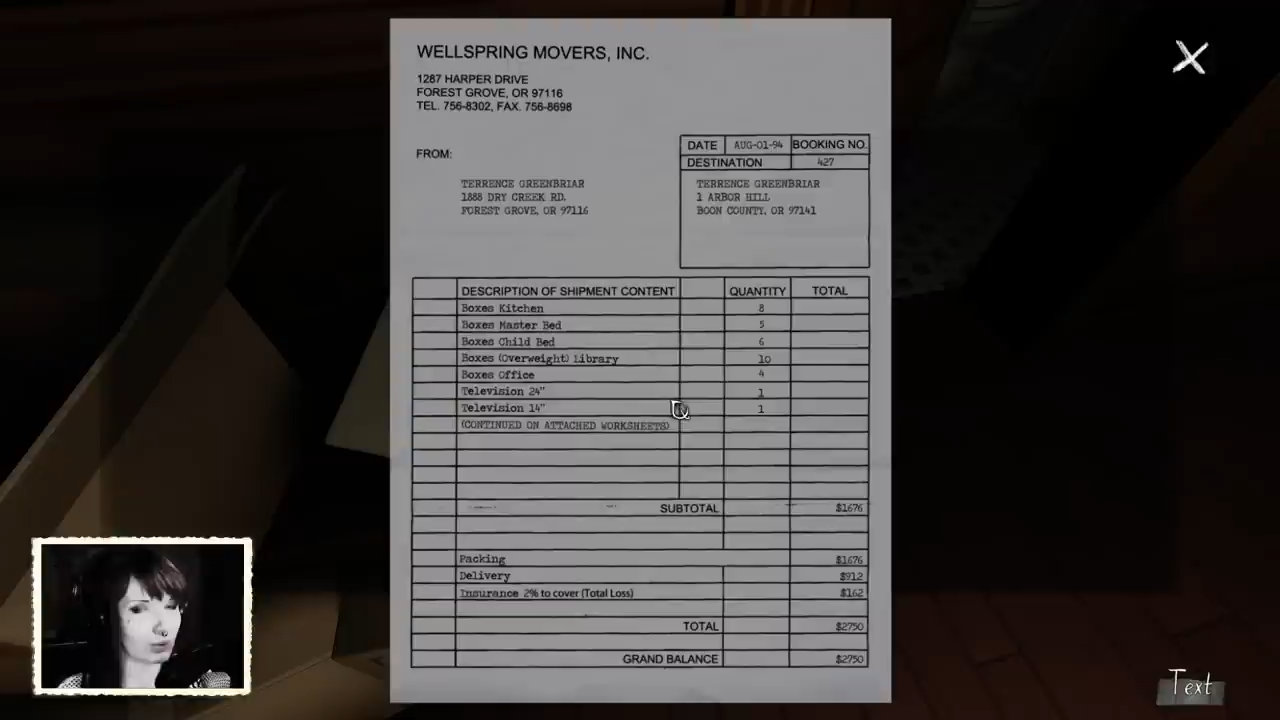 WELLSPRING MOVERS, INC.
1287 HARPER DRIVE
FOREST GROVE, OR 97116
TEL. 756-8302, FAX. 756-8698
DATE AUG-01-94 BOOKING NO.
DESTINATION 427
FROM:
TERRENCE GREENBRIAR
1888 DRY CREEK RD.
FOREST GROVE, OR 97116
TERRENCE GREENBRIAR
1 ARBOR HILL
BOON COUNTY, OR 97141
DESCRIPTION OF SHIPMENT CONTENT QUANTITY TOTAL
Boxes Kitchen 8
Boxes Master Bed 5
Boxes Child Bed 6
Boxes (Overweight) Library 10
Boxes Office 4
Television 24" 1
Television 14" 1
(CONTINUED ON ATTACHED WORKSHEETS)
SUBTOTAL $1676
Packing $1676
Delivery $912
Insurance 2% to cover (Total Loss) $162
TOTAL $2750
GRAND BALANCE $2750
Text